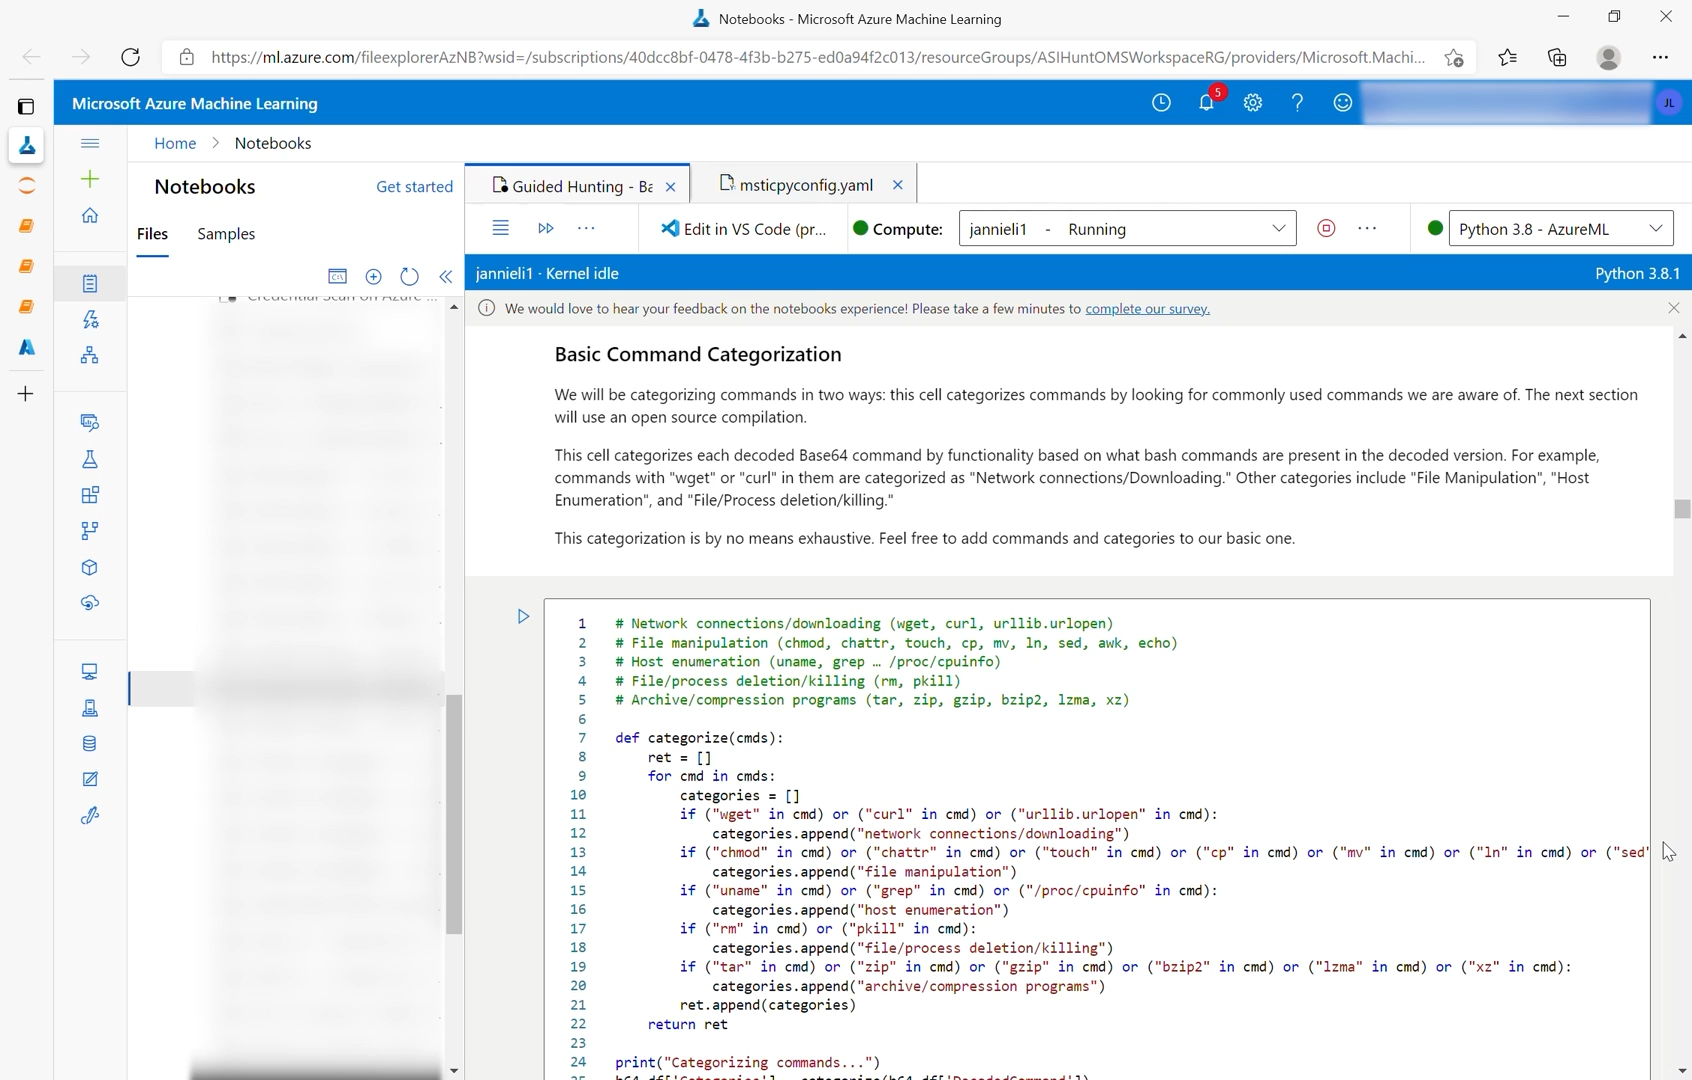 Notebooks - Microsoft Azure Machine Learning
https://ml.azure.com/fileexplorerAzNB?wsid=/subscriptions/40dcc8bf-0478-4f3b-b275-ed0a94f2c013/resourceGroups/ASIHuntOMSWorkspaceRG/providers/Microsoft.Machi...
Microsoft Azure Machine Learning
5
JL
Home > Notebooks
Notebooks
Get started
Files
Samples
Credential Scan on Azure ...
Guided Hunting - Ba
msticpyconfig.yaml
Edit in VS Code (pr...
Compute:
jannieli1 - Running
Python 3.8 - AzureML
jannieli1 · Kernel idle
Python 3.8.1
We would love to hear your feedback on the notebooks experience! Please take a few minutes to complete our survey.
Basic Command Categorization
We will be categorizing commands in two ways: this cell categorizes commands by looking for commonly used commands we are aware of. The next section
will use an open source compilation.
This cell categorizes each decoded Base64 command by functionality based on what bash commands are present in the decoded version. For example,
commands with "wget" or "curl" in them are categorized as "Network connections/Downloading." Other categories include "File Manipulation", "Host
Enumeration", and "File/Process deletion/killing."
This categorization is by no means exhaustive. Feel free to add commands and categories to our basic one.
1 # Network connections/downloading (wget, curl, urllib.urlopen)
2 # File manipulation (chmod, chattr, touch, cp, mv, ln, sed, awk, echo)
3 # Host enumeration (uname, grep … /proc/cpuinfo)
4 # File/process deletion/killing (rm, pkill)
5 # Archive/compression programs (tar, zip, gzip, bzip2, lzma, xz)
6
7 def categorize(cmds):
8 ret = []
9 for cmd in cmds:
10 categories = []
11 if ("wget" in cmd) or ("curl" in cmd) or ("urllib.urlopen" in cmd):
12 categories.append("network connections/downloading")
13 if ("chmod" in cmd) or ("chattr" in cmd) or ("touch" in cmd) or ("cp" in cmd) or ("mv" in cmd) or ("ln" in cmd) or ("sed"
14 categories.append("file manipulation")
15 if ("uname" in cmd) or ("grep" in cmd) or ("/proc/cpuinfo" in cmd):
16 categories.append("host enumeration")
17 if ("rm" in cmd) or ("pkill" in cmd):
18 categories.append("file/process deletion/killing")
19 if ("tar" in cmd) or ("zip" in cmd) or ("gzip" in cmd) or ("bzip2" in cmd) or ("lzma" in cmd) or ("xz" in cmd):
20 categories.append("archive/compression programs")
21 ret.append(categories)
22 return ret
23
24 print("Categorizing commands...")
25 b64_df['Categories'] = categorize(b64_df['DecodedCommand'])